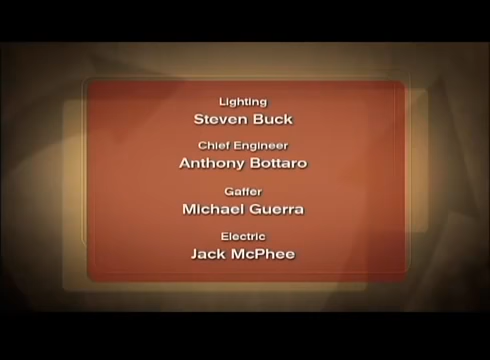 Lighting
Steven Buck
Chief Engineer
Anthony Bottaro
Gaffer
Michael Guerra
Electric
Jack McPhee